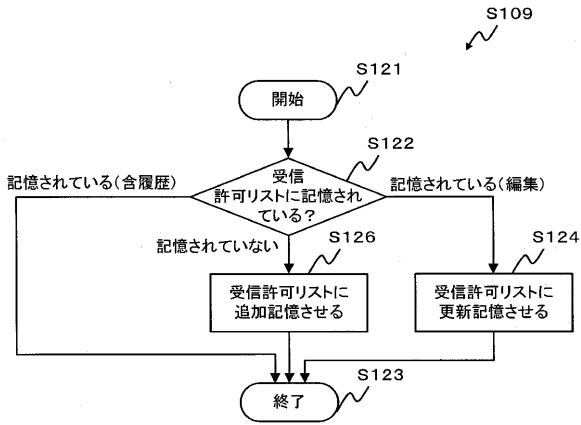 S109
S121
開始
S122
受信
許可リストに記憶され
ている？
記憶されている(含履歴)
記憶されている(編集)
記憶されていない
S126
S124
受信許可リストに
追加記憶させる
受信許可リストに
更新記憶させる
S123
終了